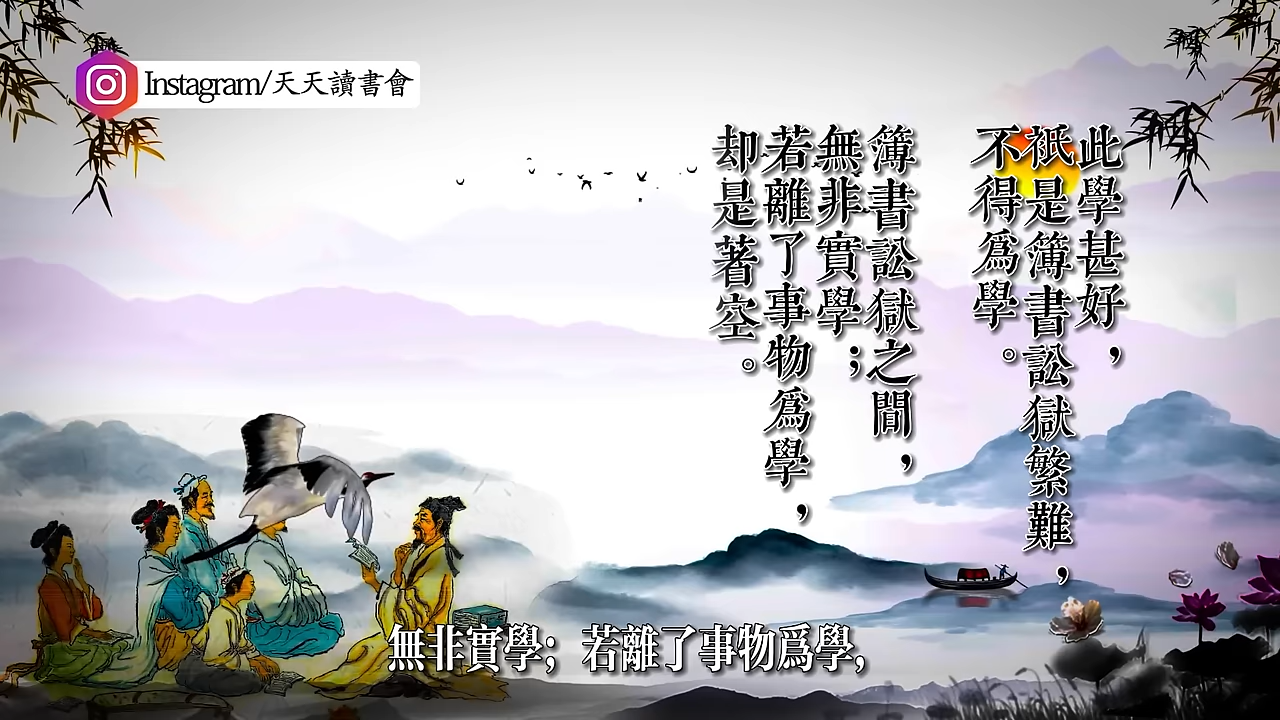 Instagram/天天讀書會
此學甚好，
衹是簿書訟獄繁難，
不得爲學。
簿書訟獄之間，
無非實學；
若離了事物爲學，
却是著空。
無非實學；若離了事物爲學，